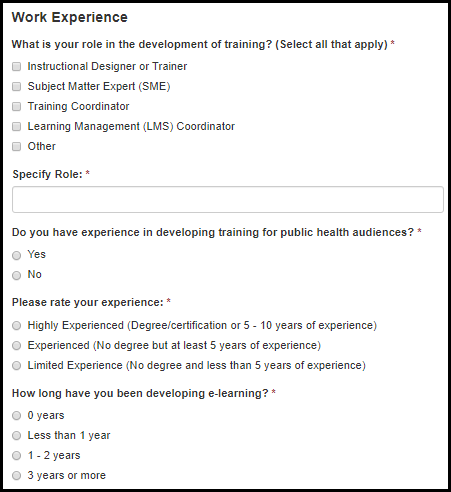 Work Experience
What is your role in the development of training? (Select all that apply) *
Instructional Designer or Trainer
Subject Matter Expert (SME)
Training Coordinator
Learning Management (LMS) Coordinator
Other
Specify Role: *
Do you have experience in developing training for public health audiences? *
Yes
No
Please rate your experience: *
Highly Experienced (Degree/certification or 5 - 10 years of experience)
Experienced (No degree but at least 5 years of experience)
Limited Experience (No degree and less than 5 years of experience)
How long have you been developing e-learning? *
0 years
Less than 1 year
1 - 2 years
3 years or more